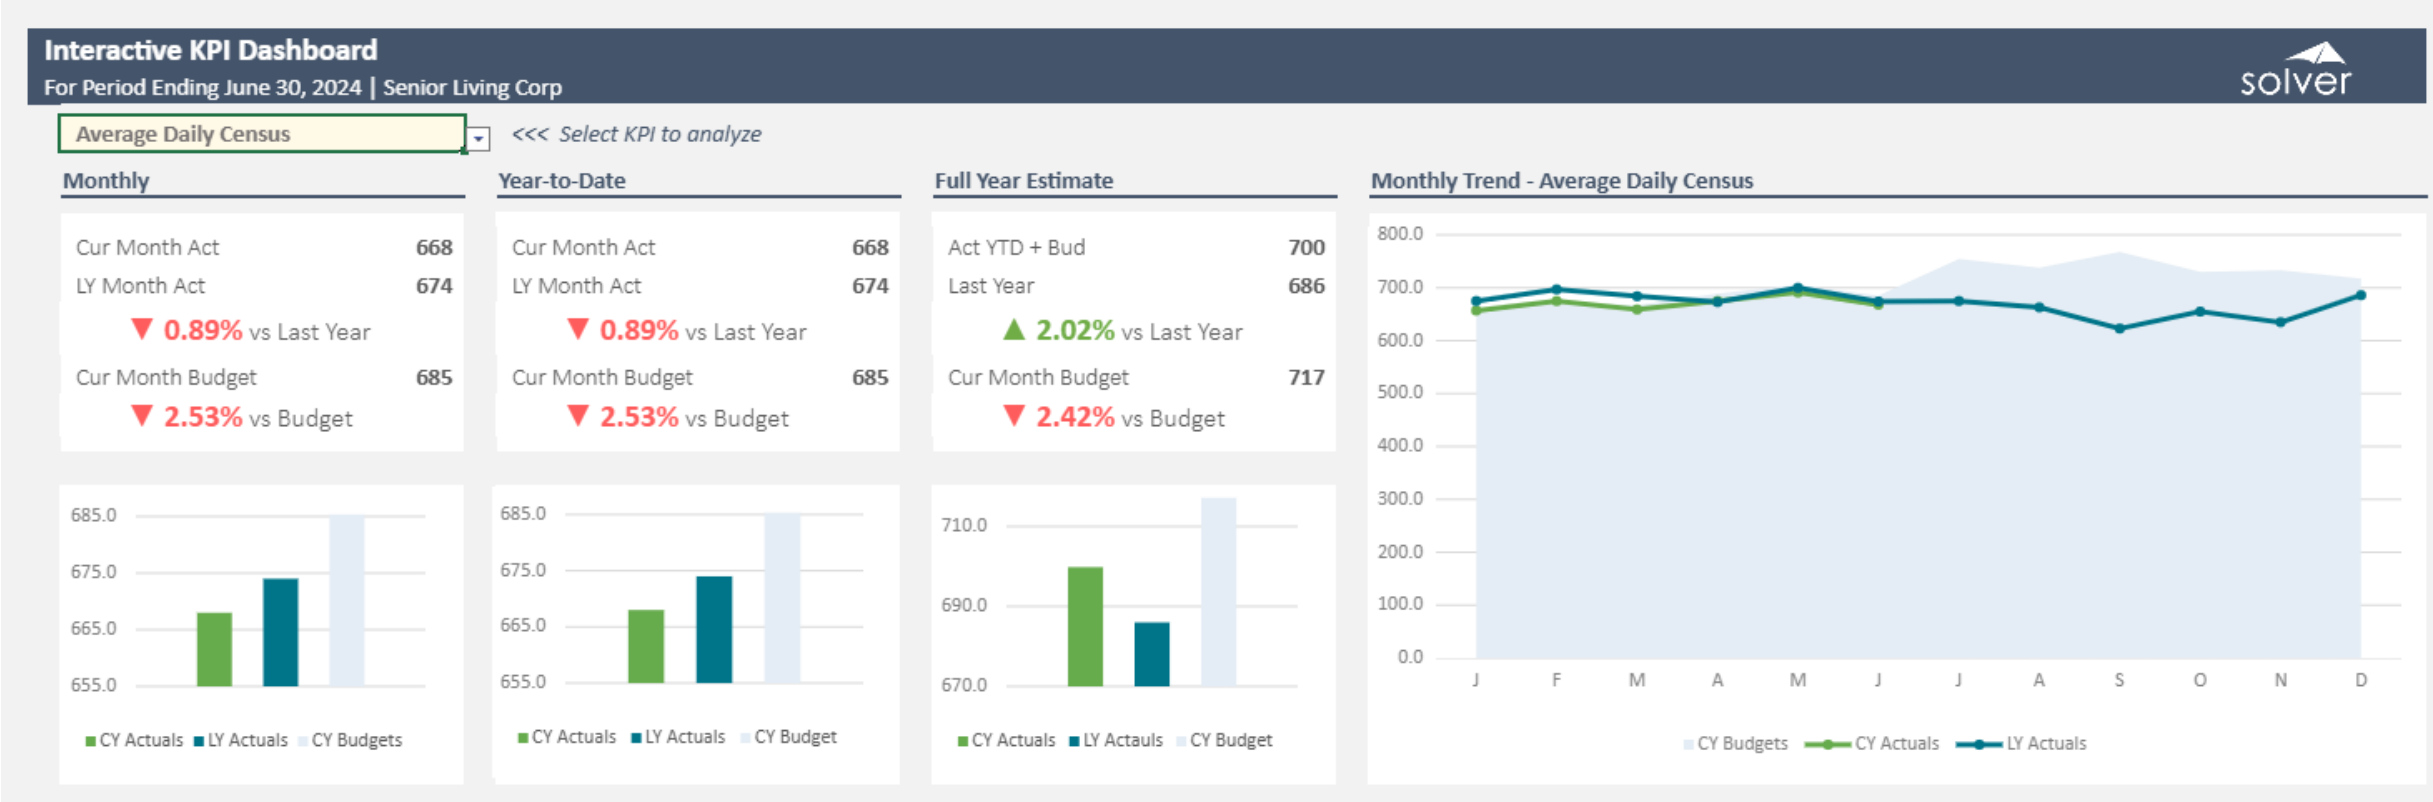 Interactive KPI Dashboard
For Period Ending June 30, 2024 | Senior Living Corp
solver
Average Daily Census
<<< Select KPI to analyze
Monthly
Cur Month Act 668
LY Month Act 674
▼ 0.89% vs Last Year
Cur Month Budget 685
▼ 2.53% vs Budget
685.0
675.0
665.0
655.0
CY Actuals LY Actuals CY Budgets
Year-to-Date
Cur Month Act 668
LY Month Act 674
▼ 0.89% vs Last Year
Cur Month Budget 685
▼ 2.53% vs Budget
685.0
675.0
665.0
655.0
CY Actuals LY Actuals CY Budget
Full Year Estimate
Act YTD + Bud 700
Last Year 686
▲ 2.02% vs Last Year
Cur Month Budget 717
▼ 2.42% vs Budget
710.0
690.0
670.0
CY Actuals LY Actauls CY Budget
Monthly Trend - Average Daily Census
800.0
700.0
600.0
500.0
400.0
300.0
200.0
100.0
0.0
J F M A M J J A S O N D
CY Budgets CY Actuals LY Actuals